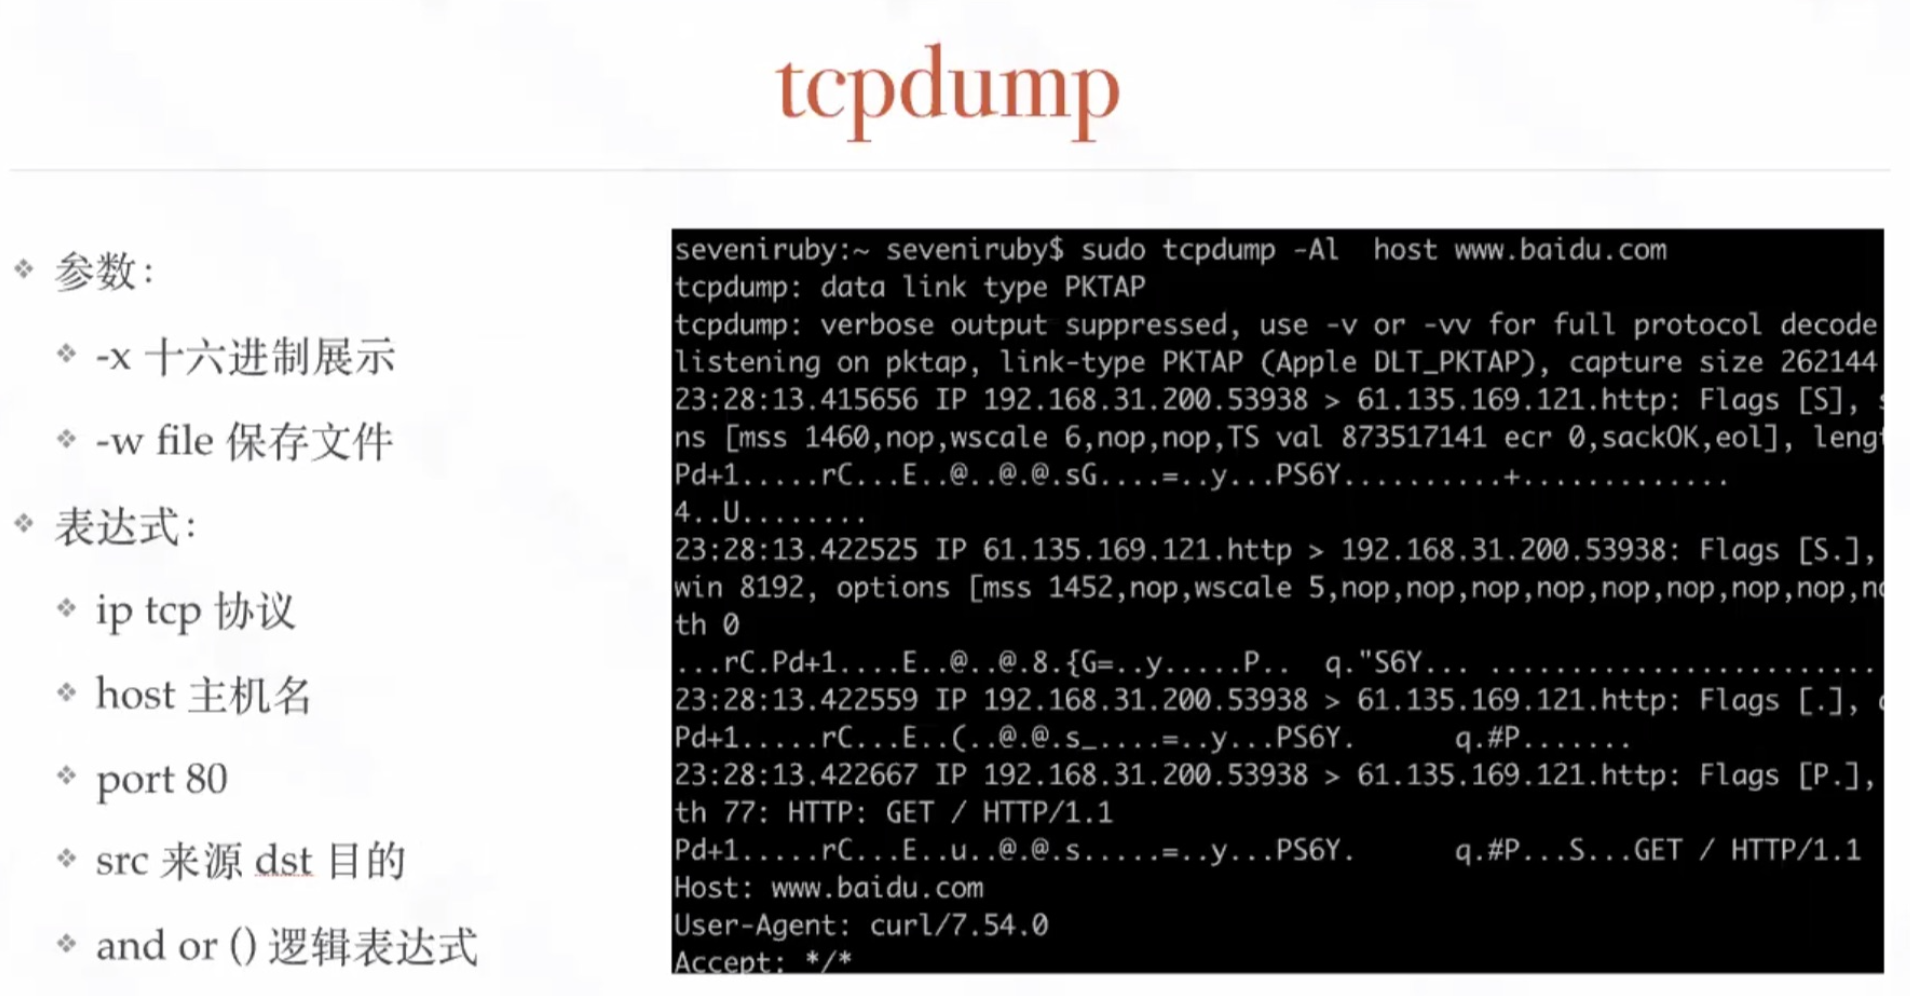 tcpdump
参数：
-x 十六进制展示
-w file 保存文件
表达式：
ip tcp 协议
host 主机名
port 80
src 来源 dst 目的
and or () 逻辑表达式
seveniruby:~ seveniruby$ sudo tcpdump -Al  host www.baidu.com
tcpdump: data link type PKTAP
tcpdump: verbose output suppressed, use -v or -vv for full protocol decode
listening on pktap, link-type PKTAP (Apple DLT_PKTAP), capture size 262144
23:28:13.415656 IP 192.168.31.200.53938 > 61.135.169.121.http: Flags [S],
ns [mss 1460,nop,wscale 6,nop,nop,TS val 873517141 ecr 0,sackOK,eol], leng
Pd+1.....rC...E..@..@.@.sG....=..y...PS6Y..........+.............
4..U........
23:28:13.422525 IP 61.135.169.121.http > 192.168.31.200.53938: Flags [S.],
win 8192, options [mss 1452,nop,wscale 5,nop,nop,nop,nop,nop,nop,nop,nop,n
th 0
...rC.Pd+1....E..@..@.8.{G=..y.....P..  q."S6Y... ........................
23:28:13.422559 IP 192.168.31.200.53938 > 61.135.169.121.http: Flags [.],
Pd+1.....rC...E..(..@.@.s_....=..y...PS6Y.      q.#P.......
23:28:13.422667 IP 192.168.31.200.53938 > 61.135.169.121.http: Flags [P.],
th 77: HTTP: GET / HTTP/1.1
Pd+1.....rC...E..u..@.@.s.....=..y...PS6Y.      q.#P...S...GET / HTTP/1.1
Host: www.baidu.com
User-Agent: curl/7.54.0
Accept: */*